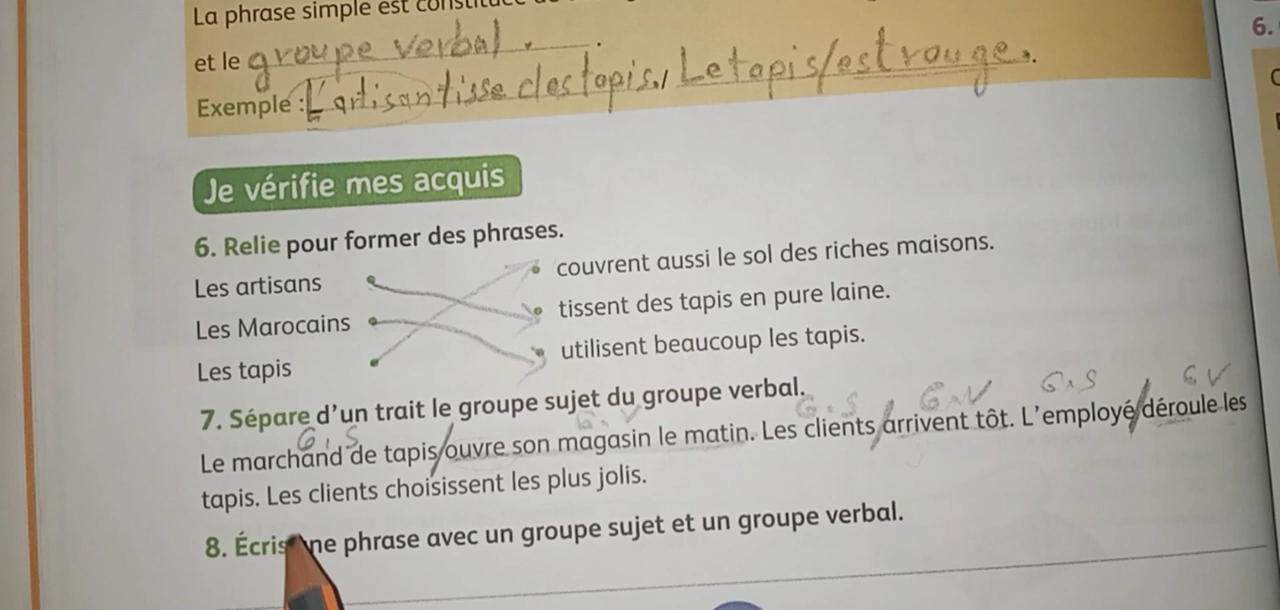 La phrase simple est
et le groupe verbal.
Exemple : L'artisan tisse des tapis. / Le tapis/est rouge.
6.
Je vérifie mes acquis
6. Relie pour former des phrases.
Les artisans
couvrent aussi le sol des riches maisons.
Les Marocains
tissent des tapis en pure laine.
Les tapis
utilisent beaucoup les tapis.
7. Sépare d'un trait le groupe sujet du groupe verbal.
G.S G.V G.S G.V G.S G V
Le marchand de tapis/ouvre son magasin le matin. Les clients/arrivent tôt. L'employé/déroule les
tapis. Les clients choisissent les plus jolis.
8. Écris une phrase avec un groupe sujet et un groupe verbal.